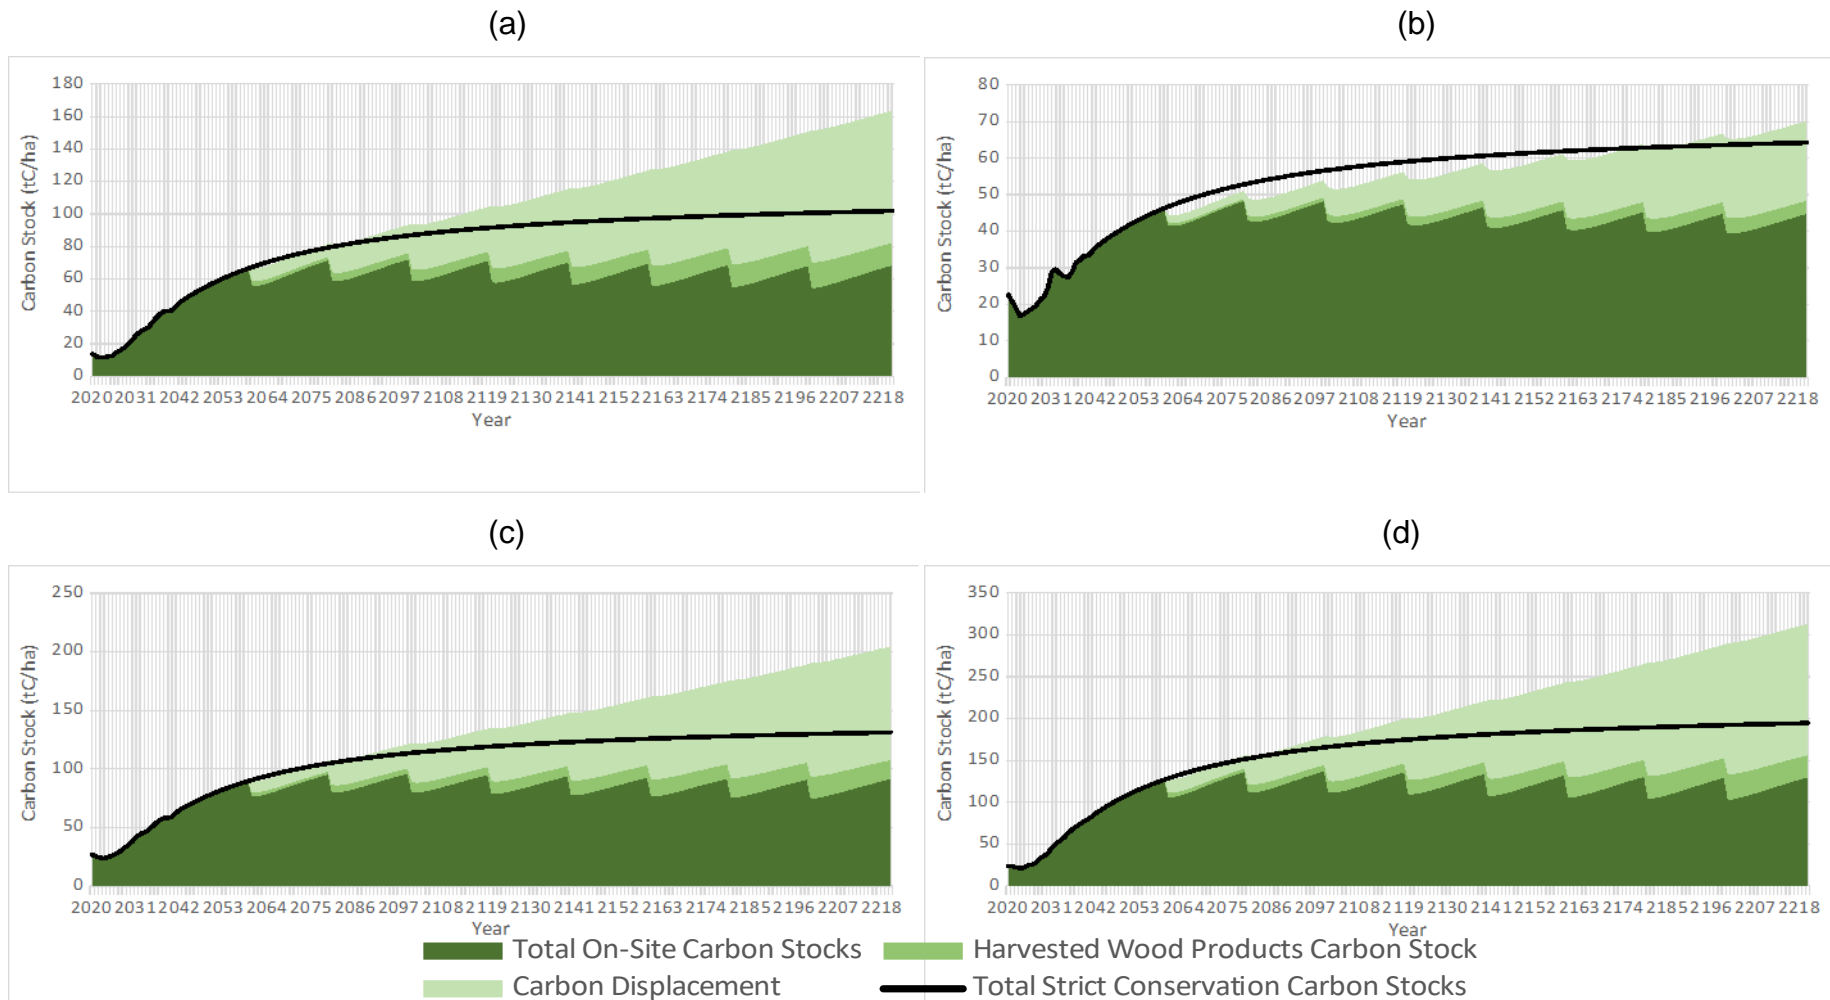 (a)
180
160
140
120
100
80
60
40
20
0
Carbon Stock (tC/ha)
2020 2031 2042 2053 2064 2075 2086 2097 2108 2119 2130 2141 2152 2163 2174 2185 2196 2207 2218
Year
(b)
80
70
60
50
40
30
20
10
0
Carbon Stock (tC/ha)
2020 2031 2042 2053 2064 2075 2086 2097 2108 2119 2130 2141 2152 2163 2174 2185 2196 2207 2218
Year
(c)
250
200
150
100
50
0
Carbon Stock (tC/ha)
2020 2031 2042 2053 2064 2075 2086 2097 2108 2119 2130 2141 2152 2163 2174 2185 2196 2207 2218
Year
(d)
350
300
250
200
150
100
50
0
Carbon Stock (tC/ha)
2020 2031 2042 2053 2064 2075 2086 2097 2108 2119 2130 2141 2152 2163 2174 2185 2196 2207 2218
Year
Total On-Site Carbon Stocks
Harvested Wood Products Carbon Stock
Carbon Displacement
Total Strict Conservation Carbon Stocks